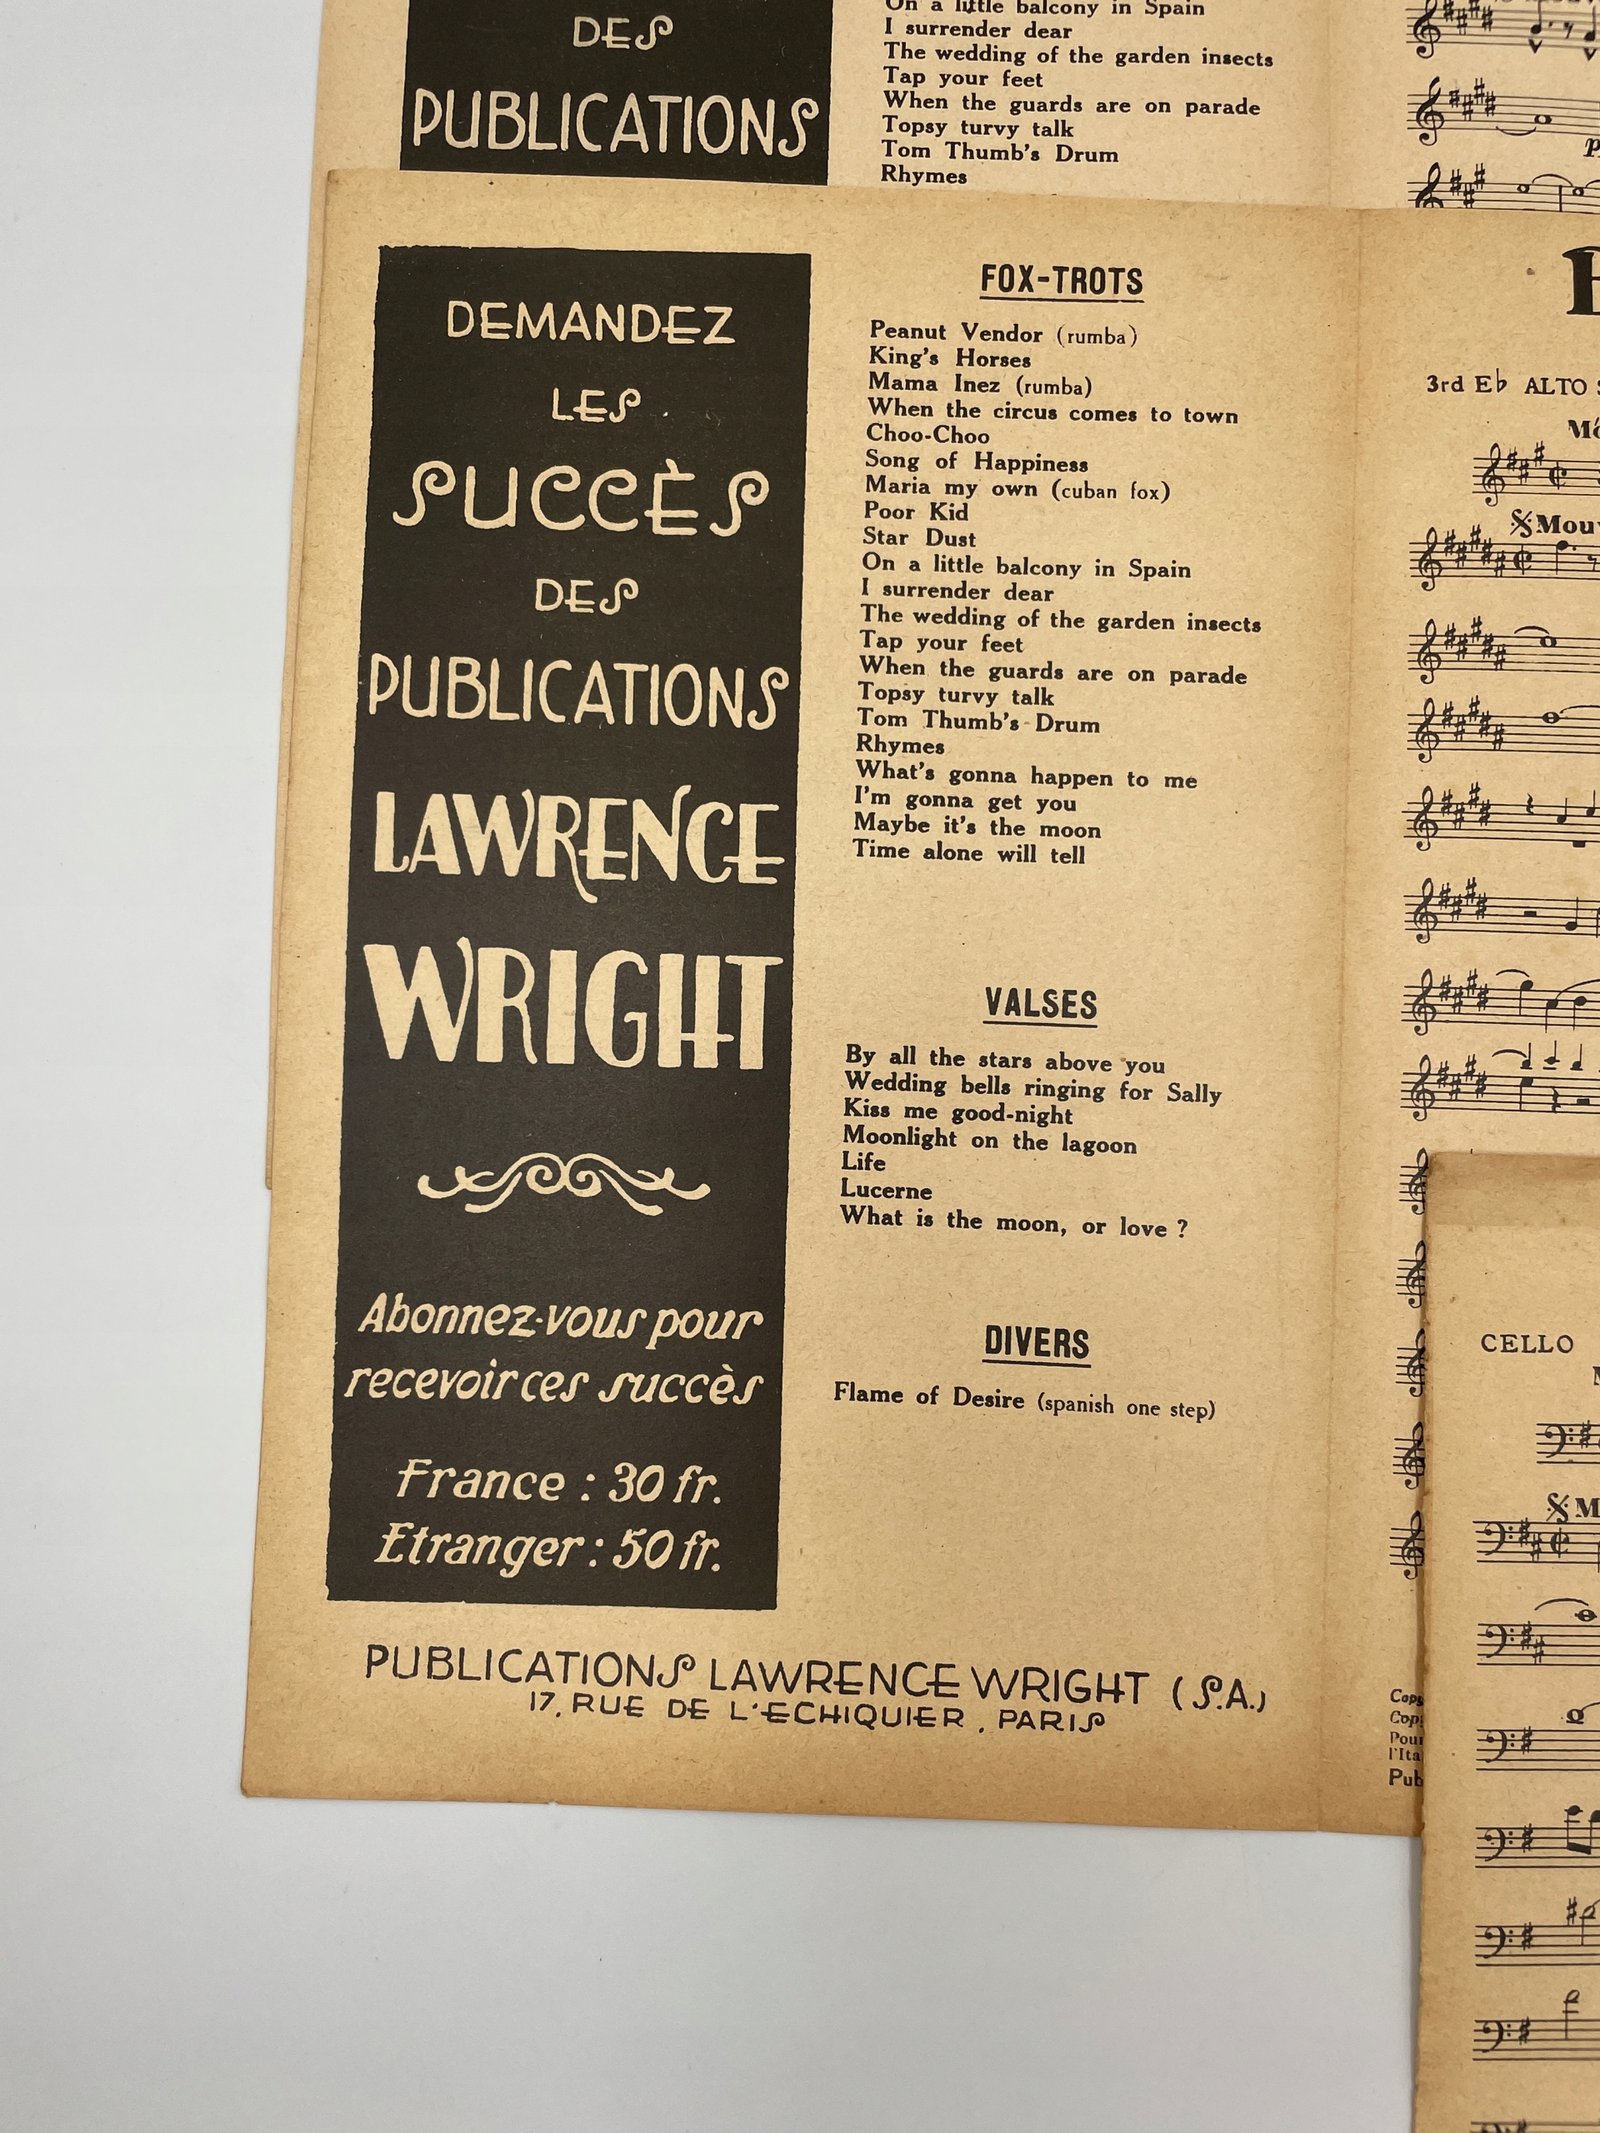 DES
PUBLICATIONS
On a little balcony in Spain
I surrender dear
The wedding of the garden insects
Tap your feet
When the guards are on parade
Topsy turvy talk
Tom Thumb's Drum
Rhymes
DEMANDEZ
LES
SUCCÈS
DES
PUBLICATIONS
LAWRENCE
WRIGHT
Abonnez-vous pour
recevoir ces succès
France : 30 fr.
Etranger : 50 fr.
FOX-TROTS
Peanut Vendor (rumba)
King's Horses
Mama Inez (rumba)
When the circus comes to town
Choo-Choo
Song of Happiness
Maria my own (cuban fox)
Poor Kid
Star Dust
On a little balcony in Spain
I surrender dear
The wedding of the garden insects
Tap your feet
When the guards are on parade
Topsy turvy talk
Tom Thumb's Drum
Rhymes
What's gonna happen to me
I'm gonna get you
Maybe it's the moon
Time alone will tell
VALSES
By all the stars above you
Wedding bells ringing for Sally
Kiss me good-night
Moonlight on the lagoon
Life
Lucerne
What is the moon, or love ?
DIVERS
Flame of Desire (spanish one step)
PUBLICATIONS LAWRENCE WRIGHT (S.A.)
17, RUE DE L'ECHIQUIER, PARIS
3rd E♭ ALTO
CELLO